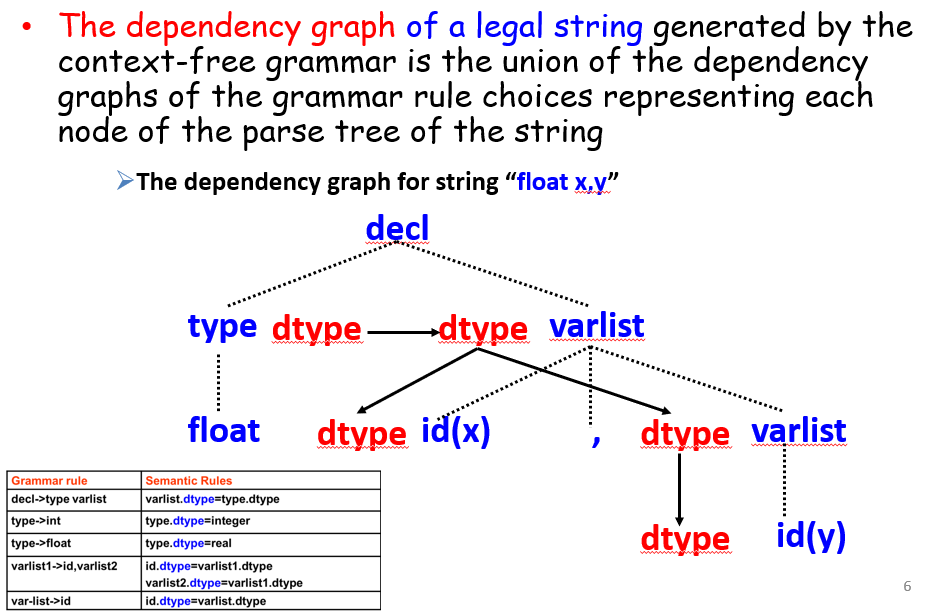 • The dependency graph of a legal string generated by the
context-free grammar is the union of the dependency
graphs of the grammar rule choices representing each
node of the parse tree of the string
➢The dependency graph for string “float x,y”
decl
type dtype dtype varlist
float dtype id(x) , dtype varlist
dtype id(y)
Grammar rule Semantic Rules
decl->type varlist varlist.dtype=type.dtype
type->int type.dtype=integer
type->float type.dtype=real
varlist1->id,varlist2 id.dtype=varlist1.dtype
varlist2.dtype=varlist1.dtype
var-list->id id.dtype=varlist.dtype
6